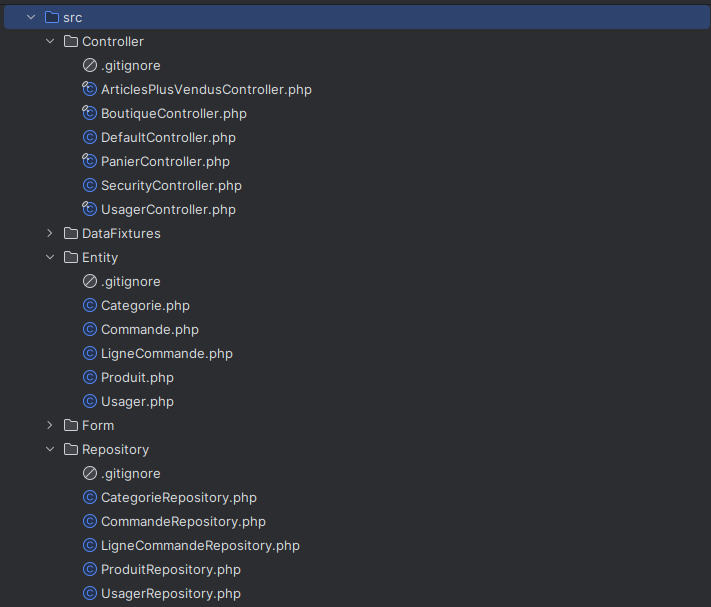 src
Controller
.gitignore
ArticlesPlusVendusController.php
BoutiqueController.php
DefaultController.php
PanierController.php
SecurityController.php
UsagerController.php
DataFixtures
Entity
.gitignore
Categorie.php
Commande.php
LigneCommande.php
Produit.php
Usager.php
Form
Repository
.gitignore
CategorieRepository.php
CommandeRepository.php
LigneCommandeRepository.php
ProduitRepository.php
UsagerRepository.php